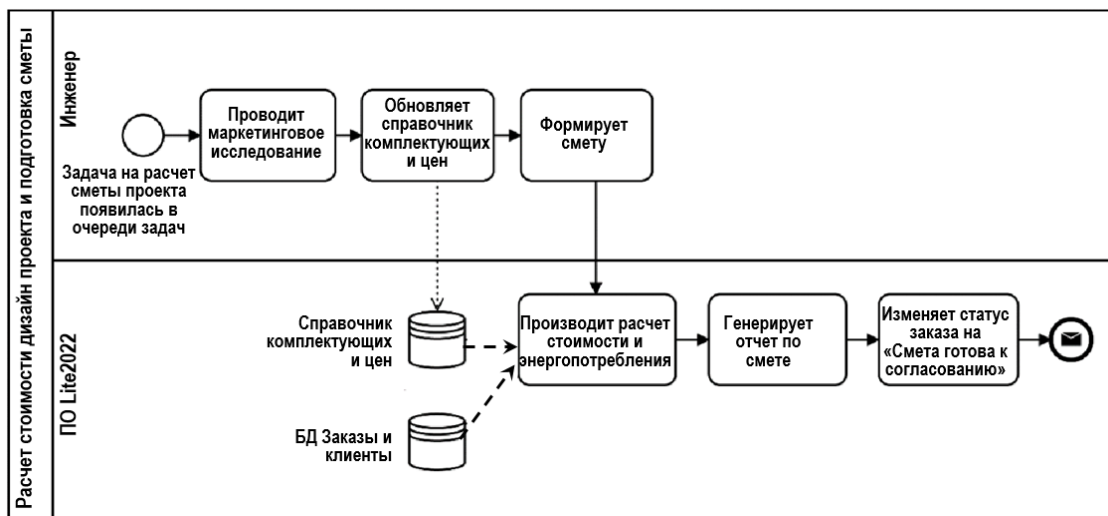 Расчет стоимости дизайн проекта и подготовка сметы
Инженер
Задача на расчет
сметы проекта
появилась в
очереди задач
Проводит
маркетинговое
исследование
Обновляет
справочник
комплектующих
и цен
Формирует
смету
ПО Lite2022
Справочник
комплектующих
и цен
БД Заказы и
клиенты
Производит расчет
стоимости и
энергопотребления
Генерирует
отчет по
смете
Изменяет статус
заказа на
«Смета готова к
согласованию»